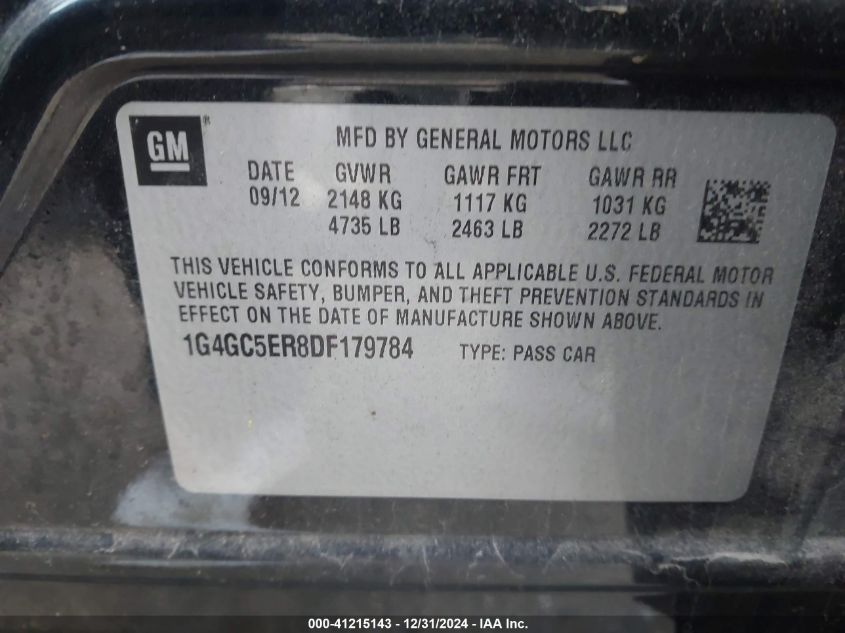 GM®
MFD BY GENERAL MOTORS LLC
DATE GVWR GAWR FRT GAWR RR
09/12 2148 KG 1117 KG 1031 KG
4735 LB 2463 LB 2272 LB
THIS VEHICLE CONFORMS TO ALL APPLICABLE U.S. FEDERAL MOTOR
VEHICLE SAFETY, BUMPER, AND THEFT PREVENTION STANDARDS IN
EFFECT ON THE DATE OF MANUFACTURE SHOWN ABOVE.
1G4GC5ER8DF179784 TYPE: PASS CAR
000-41215143 - 12/31/2024 - IAA Inc.